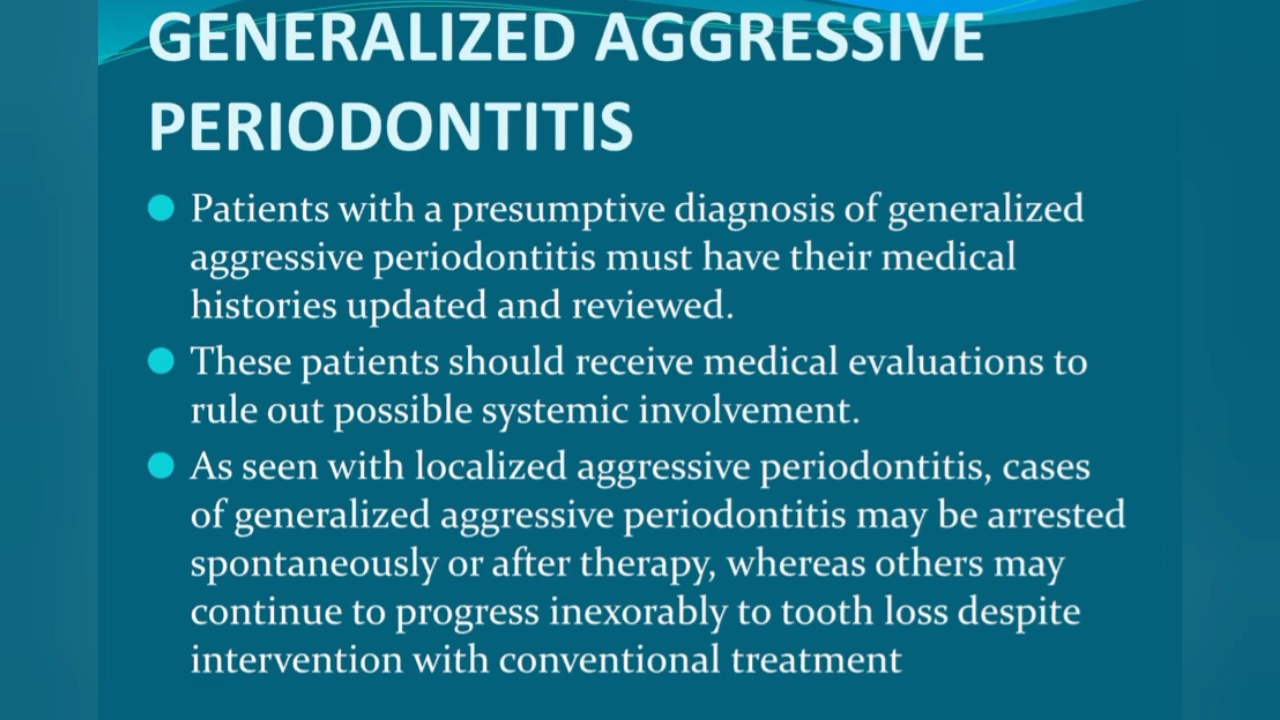 GENERALIZED AGGRESSIVE
PERIODONTITIS
Patients with a presumptive diagnosis of generalized
aggressive periodontitis must have their medical
histories updated and reviewed.
These patients should receive medical evaluations to
rule out possible systemic involvement.
As seen with localized aggressive periodontitis, cases
of generalized aggressive periodontitis may be arrested
spontaneously or after therapy, whereas others may
continue to progress inexorably to tooth loss despite
intervention with conventional treatment